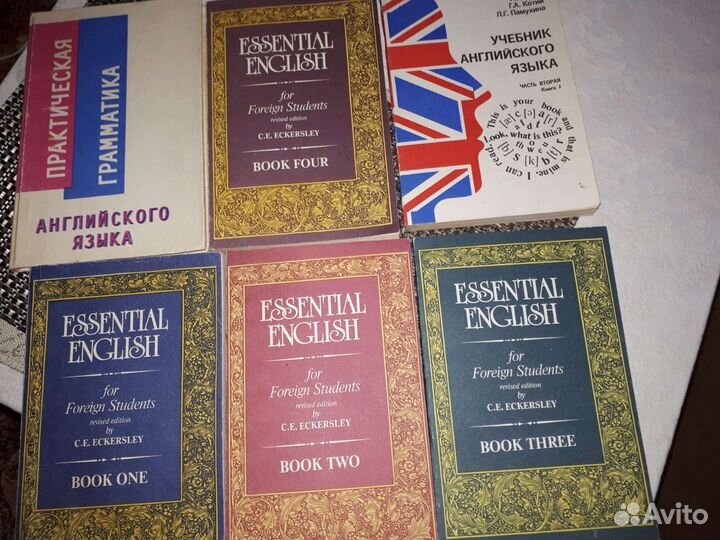 ПРАКТИЧЕСКАЯ
ГРАММАТИКА
АНГЛИЙСКОГО
ЯЗЫКА
ESSENTIAL
ENGLISH
for
Foreign Students
revised edition
by
C.E. ECKERSLEY
BOOK FOUR
Г.А. Котий
Л.Г. Памухина
УЧЕБНИК
АНГЛИЙСКОГО
ЯЗЫКА
ЧАСТЬ ВТОРАЯ
Книга 2
This is your book and that is mine. I can read.
Look, what is this?
ESSENTIAL
ENGLISH
for
Foreign Students
revised edition
by
C.E. ECKERSLEY
BOOK ONE
ESSENTIAL
ENGLISH
for
Foreign Students
revised edition
by
C.E. ECKERSLEY
BOOK TWO
ESSENTIAL
ENGLISH
for
Foreign Students
revised edition
by
C.E. ECKERSLEY
BOOK THREE
Avito